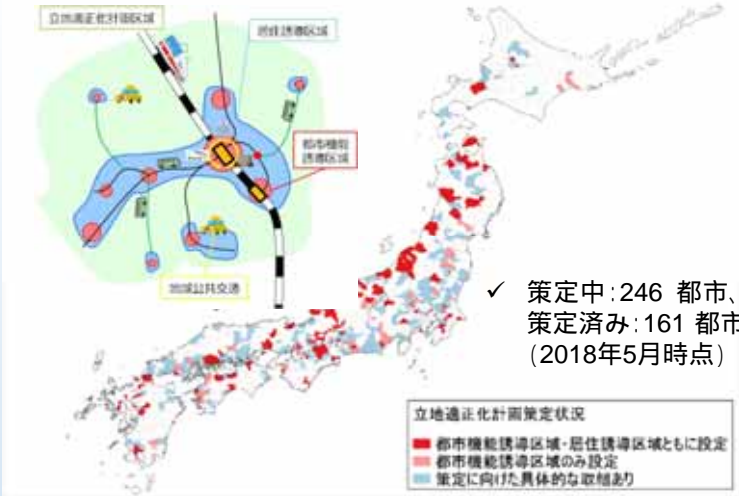 立地適正化計画区域
居住誘導区域
都市機能
誘導区域
地域公共交通
✓ 策定中:246 都市、
策定済み:161 都市
(2018年5月時点)
立地適正化計画策定状況
都市機能誘導区域・居住誘導区域ともに設定
都市機能誘導区域のみ設定
策定に向けた具体的な取組あり